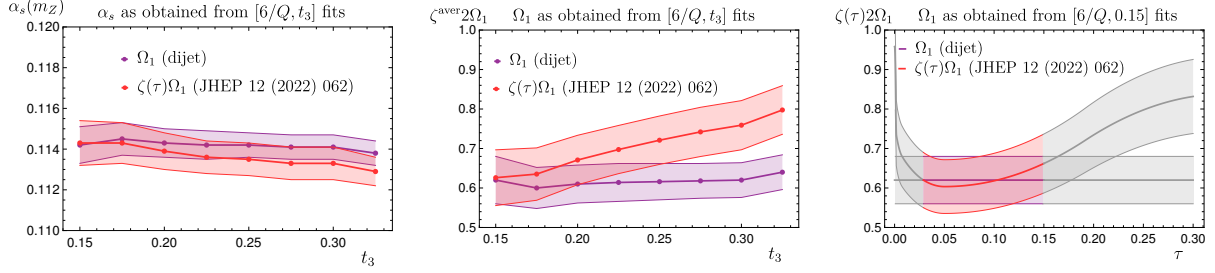 α_s(m_Z) α_s as obtained from [6/Q, t_3] fits
Ω_1 (dijet)
ζ(τ)Ω_1 (JHEP 12 (2022) 062)
0.120
0.118
0.116
0.114
0.112
0.110
0.15 0.20 0.25 0.30
t_3
ζ^aver 2Ω_1 Ω_1 as obtained from [6/Q, t_3] fits
Ω_1 (dijet)
ζ(τ)Ω_1 (JHEP 12 (2022) 062)
1.0
0.9
0.8
0.7
0.6
0.5
0.15 0.20 0.25 0.30
t_3
ζ(τ)2Ω_1 Ω_1 as obtained from [6/Q, 0.15] fits
Ω_1 (dijet)
ζ(τ)Ω_1 (JHEP 12 (2022) 062)
1.0
0.9
0.8
0.7
0.6
0.5
0.00 0.05 0.10 0.15 0.20 0.25 0.30
τ